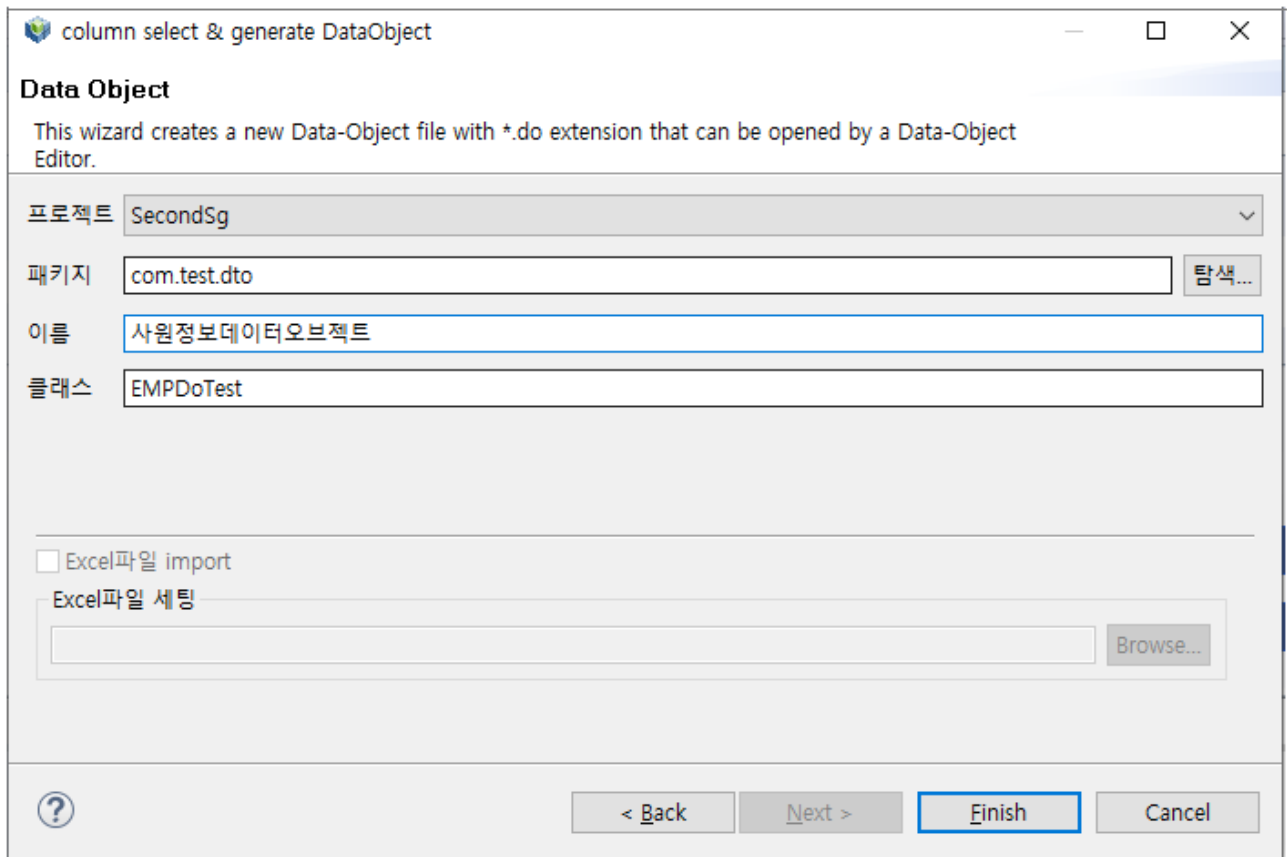 column select & generate DataObject
Data Object
This wizard creates a new Data-Object file with *.do extension that can be opened by a Data-Object
Editor.
프로젝트 SecondSg
패키지 com.test.dto 탐색...
이름 사원정보데이터오브젝트
클래스 EMPDoTest
Excel파일 import
Excel파일 세팅
Browse...
< Back Next > Finish Cancel